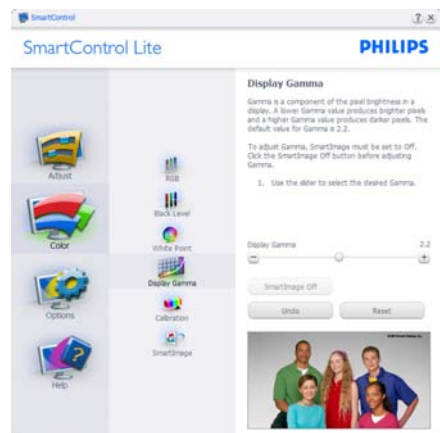 SmartControl
SmartControl Lite
PHILIPS
Adjust
Color
Options
Help
RGB
Black Level
White Point
Display Gamma
Calibration
SmartImage
Display Gamma
Gamma is a component of the pixel brightness in a
display. A lower Gamma value produces brighter pixels
and a higher Gamma value produces darker pixels. The
default value for Gamma is 2.2.
To adjust Gamma, SmartImage must be set to Off.
Click the SmartImage Off button before adjusting
Gamma.
1. Use the slider to select the desired Gamma.
Display Gamma 2.2
SmartImage Off
Undo Reset